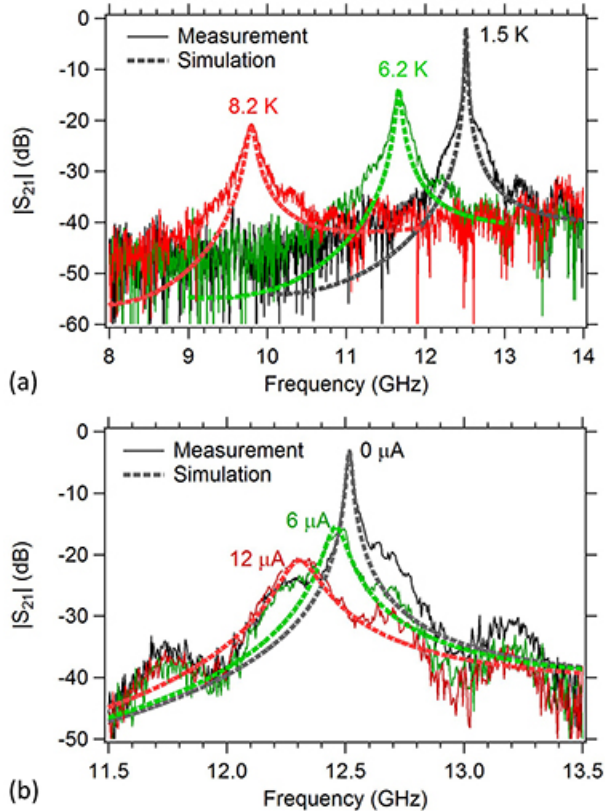 0
-10
-20
-30
-40
-50
-60
|S21| (dB)
Measurement
Simulation
1.5 K
6.2 K
8.2 K
8 9 10 11 12 13 14
(a) Frequency (GHz)
0
-10
-20
-30
-40
-50
|S21| (dB)
Measurement
Simulation
0 μA
6 μA
12 μA
11.5 12.0 12.5 13.0 13.5
(b) Frequency (GHz)